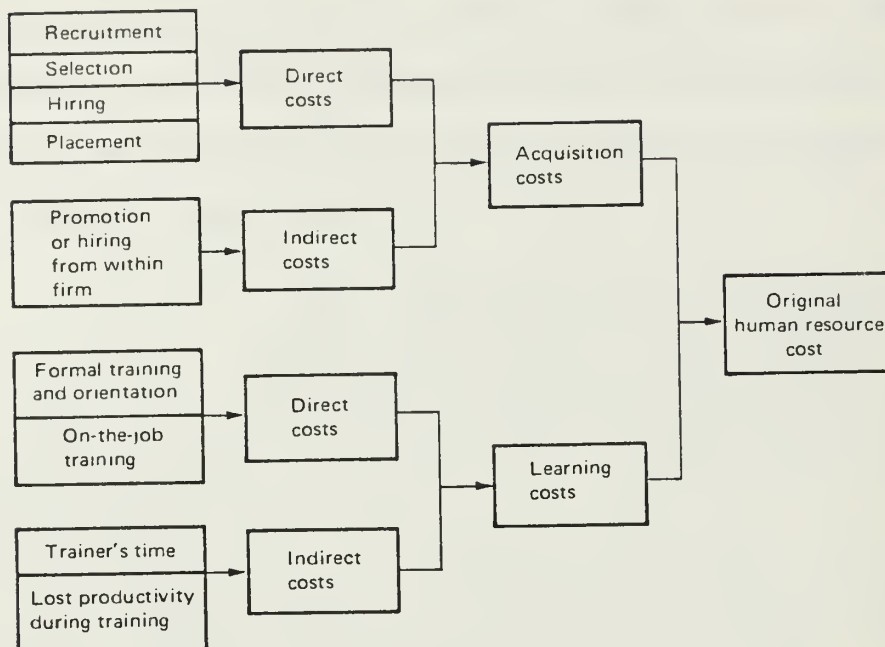 Recruitment
Selection
Hiring
Placement
Direct
costs
Promotion
or hiring
from within
firm
Indirect
costs
Acquisition
costs
Formal training
and orientation
On-the-job
training
Direct
costs
Trainer's time
Lost productivity
during training
Indirect
costs
Learning
costs
Original
human resource
cost